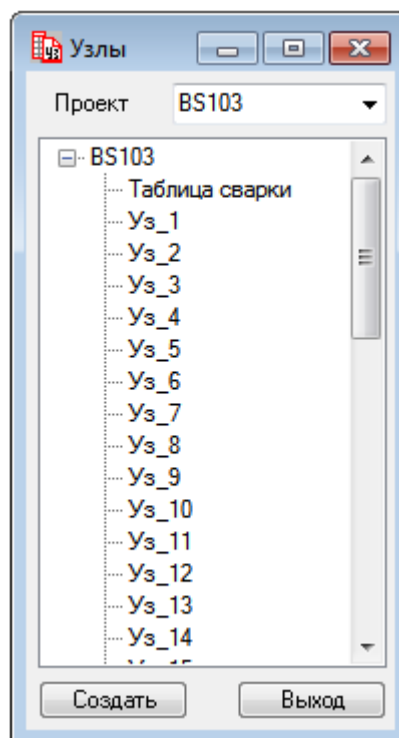 Узлы
Проект BS103
BS103
Таблица сварки
Уз_1
Уз_2
Уз_3
Уз_4
Уз_5
Уз_6
Уз_7
Уз_8
Уз_9
Уз_10
Уз_11
Уз_12
Уз_13
Уз_14
Создать Выход